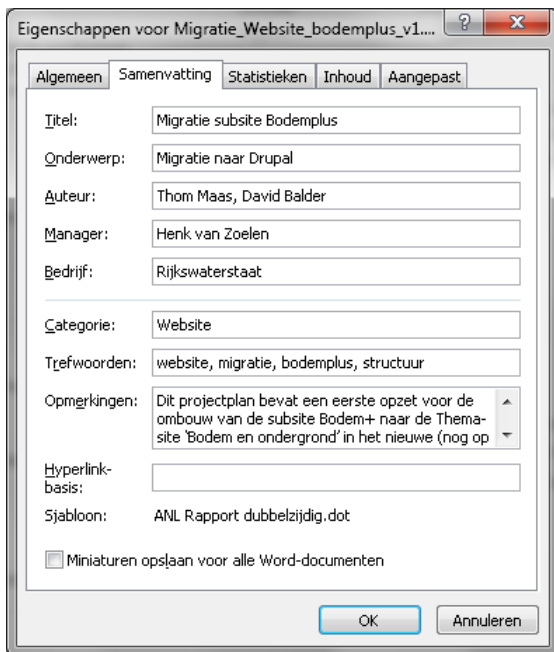 Eigenschappen voor Migratie_Website_bodemplus_v1....
Algemeen Samenvatting Statistieken Inhoud Aangepast
Titel: Migratie subsite Bodemplus
Onderwerp: Migratie naar Drupal
Auteur: Thom Maas, David Balder
Manager: Henk van Zoelen
Bedrijf: Rijkswaterstaat
Categorie: Website
Trefwoorden: website, migratie, bodemplus, structuur
Opmerkingen: Dit projectplan bevat een eerste opzet voor de
ombouw van de subsite Bodem+ naar de Thema-
site 'Bodem en ondergrond' in het nieuwe (nog op
Hyperlink-
basis:
Sjabloon: ANL Rapport dubbelzijdig.dot
Miniaturen opslaan voor alle Word-documenten
OK Annuleren